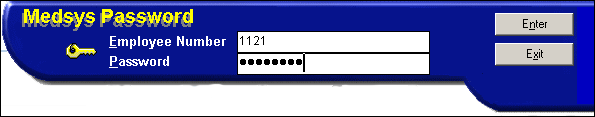 Medsys Password
Employee Number 1121
Password ●●●●●●●●
Enter
Exit